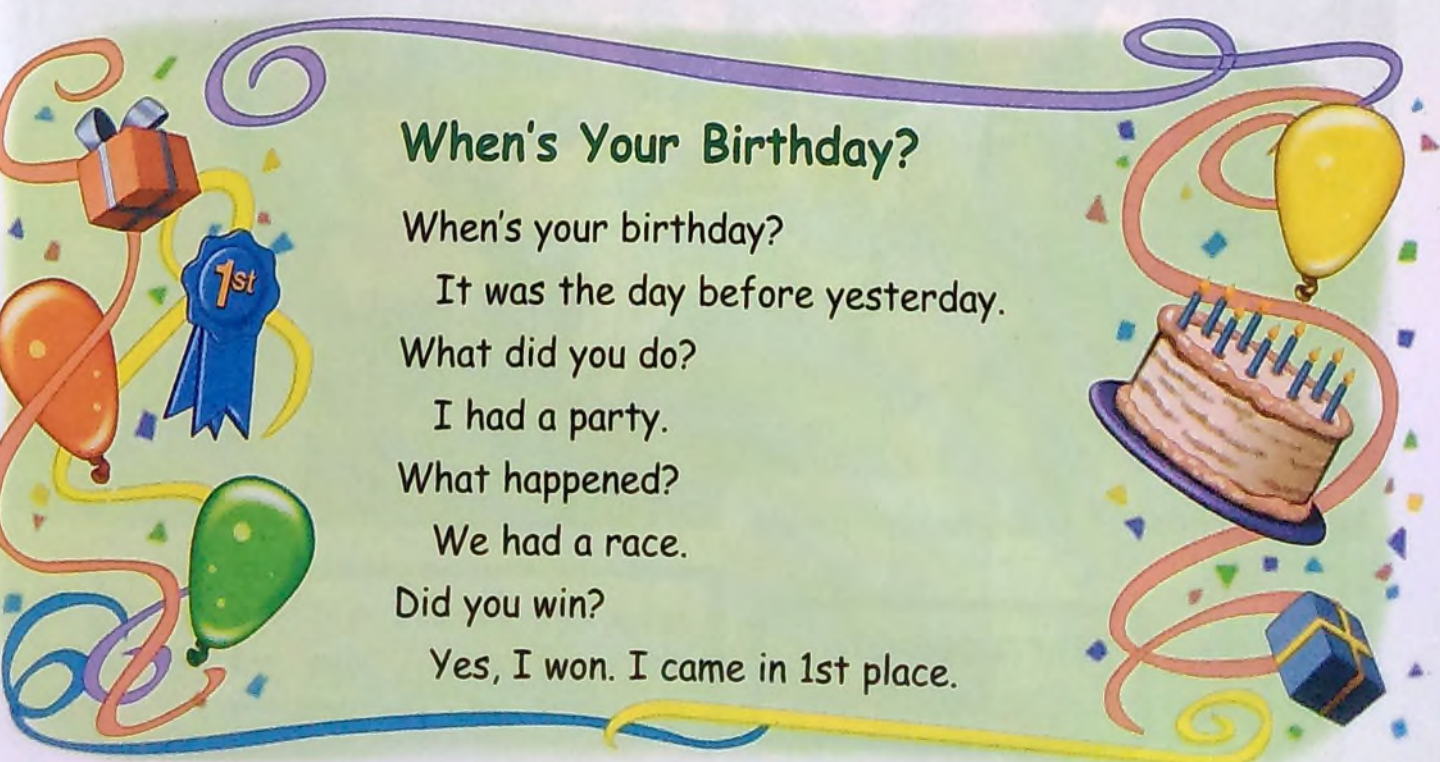 When's Your Birthday?
When's your birthday?
It was the day before yesterday.
What did you do?
I had a party.
What happened?
We had a race.
Did you win?
Yes, I won. I came in 1st place.
1st